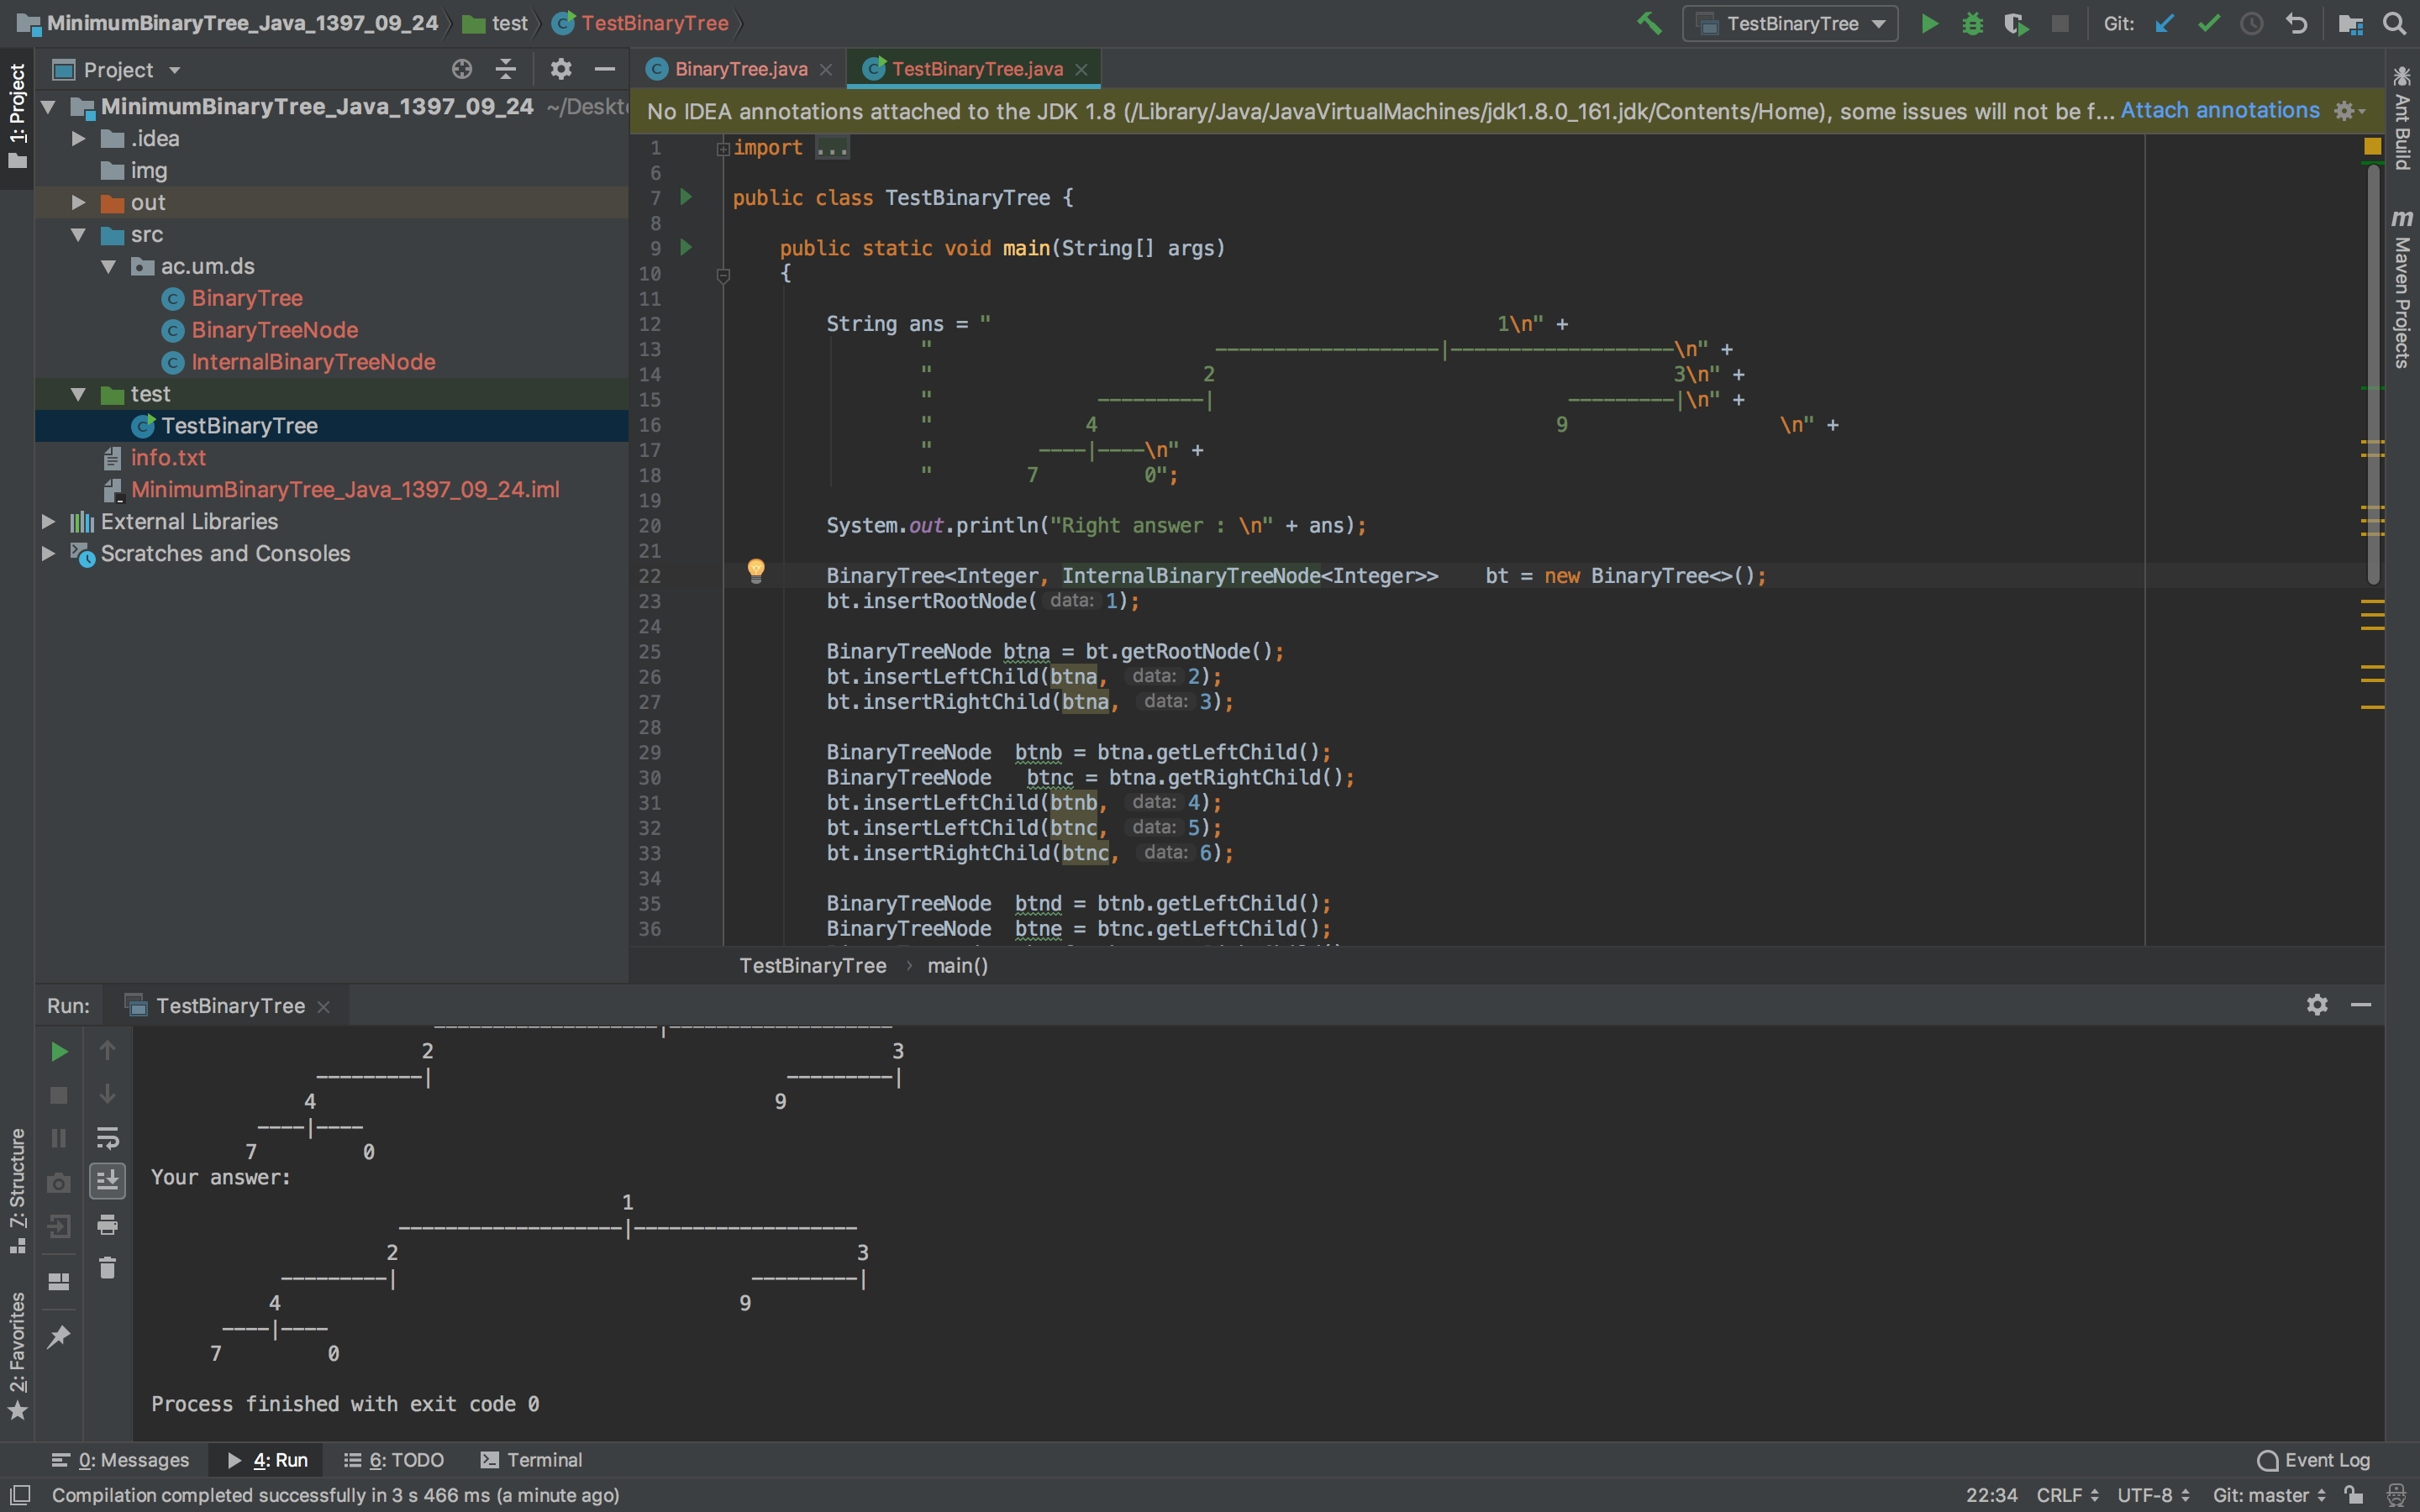 MinimumBinaryTree_Java_1397_09_24 test TestBinaryTree
TestBinaryTree Git:
1: Project
Project
MinimumBinaryTree_Java_1397_09_24 ~/Deskt
.idea
img
out
src
ac.um.ds
BinaryTree
BinaryTreeNode
InternalBinaryTreeNode
test
TestBinaryTree
info.txt
MinimumBinaryTree_Java_1397_09_24.iml
External Libraries
Scratches and Consoles
BinaryTree.java TestBinaryTree.java
No IDEA annotations attached to the JDK 1.8 (/Library/Java/JavaVirtualMachines/jdk1.8.0_161.jdk/Contents/Home), some issues will not be f... Attach annotations
1 import ...
6
7 public class TestBinaryTree {
8
9     public static void main(String[] args)
10     {
11
12         String ans = "                                           1\n" +
13                 "                        -------------------|-------------------\n" +
14                 "                       2                                       3\n" +
15                 "              ---------|                              ---------|\n" +
16                 "             4                                       9                  \n" +
17                 "         ----|----\n" +
18                 "        7         0";
19
20         System.out.println("Right answer : \n" + ans);
21
22         BinaryTree<Integer, InternalBinaryTreeNode<Integer>>    bt = new BinaryTree<>();
23         bt.insertRootNode( data: 1);
24
25         BinaryTreeNode btna = bt.getRootNode();
26         bt.insertLeftChild(btna, data: 2);
27         bt.insertRightChild(btna, data: 3);
28
29         BinaryTreeNode  btnb = btna.getLeftChild();
30         BinaryTreeNode   btnc = btna.getRightChild();
31         bt.insertLeftChild(btnb, data: 4);
32         bt.insertLeftChild(btnc, data: 5);
33         bt.insertRightChild(btnc, data: 6);
34
35         BinaryTreeNode  btnd = btnb.getLeftChild();
36         BinaryTreeNode  btne = btnc.getLeftChild();
TestBinaryTree › main()
Ant Build
Maven Projects
Run: TestBinaryTree
-------------------|-------------------
2 3
---------| ---------|
4 9
----|----
7 0
Your answer:
1
-------------------|-------------------
2 3
---------| ---------|
4 9
----|----
7 0
Process finished with exit code 0
7: Structure
2: Favorites
0: Messages 4: Run 6: TODO Terminal Event Log
Compilation completed successfully in 3 s 466 ms (a minute ago) 22:34 CRLF UTF-8 Git: master